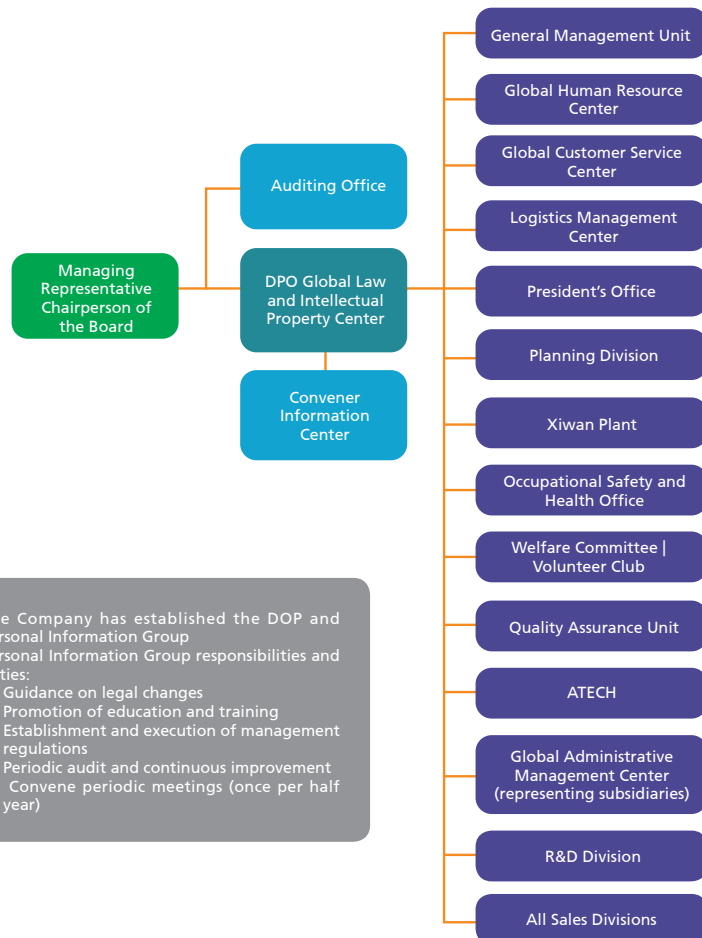 General Management Unit
Global Human Resource
Center
Global Customer Service
Center
Auditing Office
Logistics Management
Center
Managing
Representative
Chairperson of
the Board
DPO Global Law
and Intellectual
Property Center
President's Office
Planning Division
Convener
Information
Center
Xiwan Plant
Occupational Safety and
Health Office
Welfare Committee |
Volunteer Club
Quality Assurance Unit
ATECH
Global Administrative
Management Center
(representing subsidiaries)
R&D Division
All Sales Divisions
Company has established the DOP and
Information Group
Information Group responsibilities and
Guidance on legal changes
Promotion of education and training
Establishment and execution of management
regulations
Periodic audit and continuous improvement
Convene periodic meetings (once per half
year)